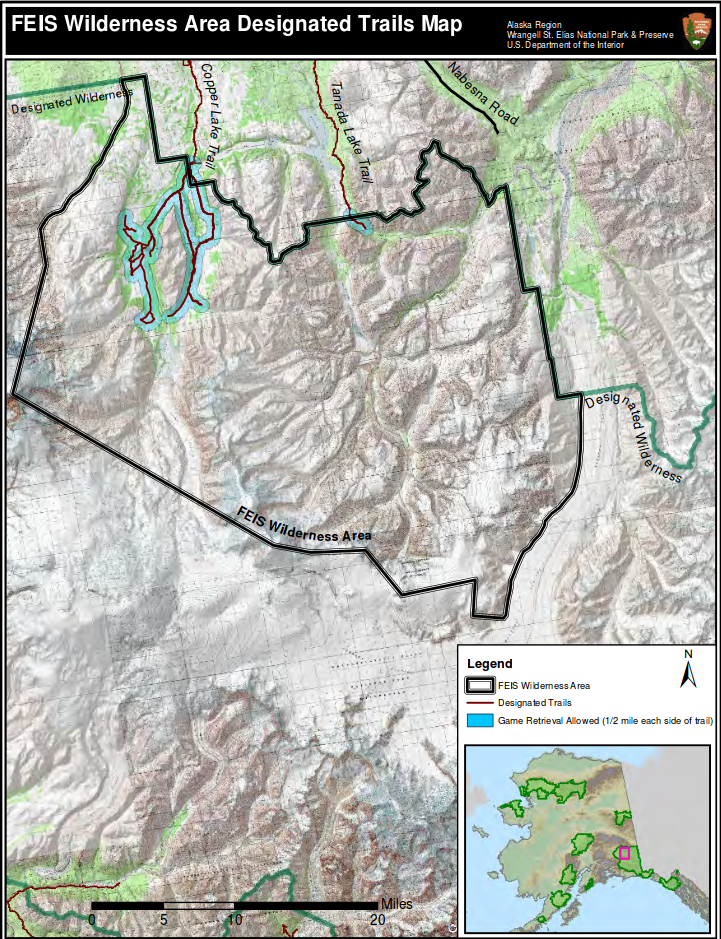 FEIS Wilderness Area Designated Trails Map
Alaska Region
Wrangell St. Elias National Park & Preserve
U.S. Department of the Interior
Designated Wilderness
Copper Lake Trail
Tanada Lake Trail
Nabesna Road
Designated Wilderness
FEIS Wilderness Area
Legend
N
FEIS Wilderness Area
Designated Trails
Game Retrieval Allowed (1/2 mile each side of trail)
Miles
0 5 10 20